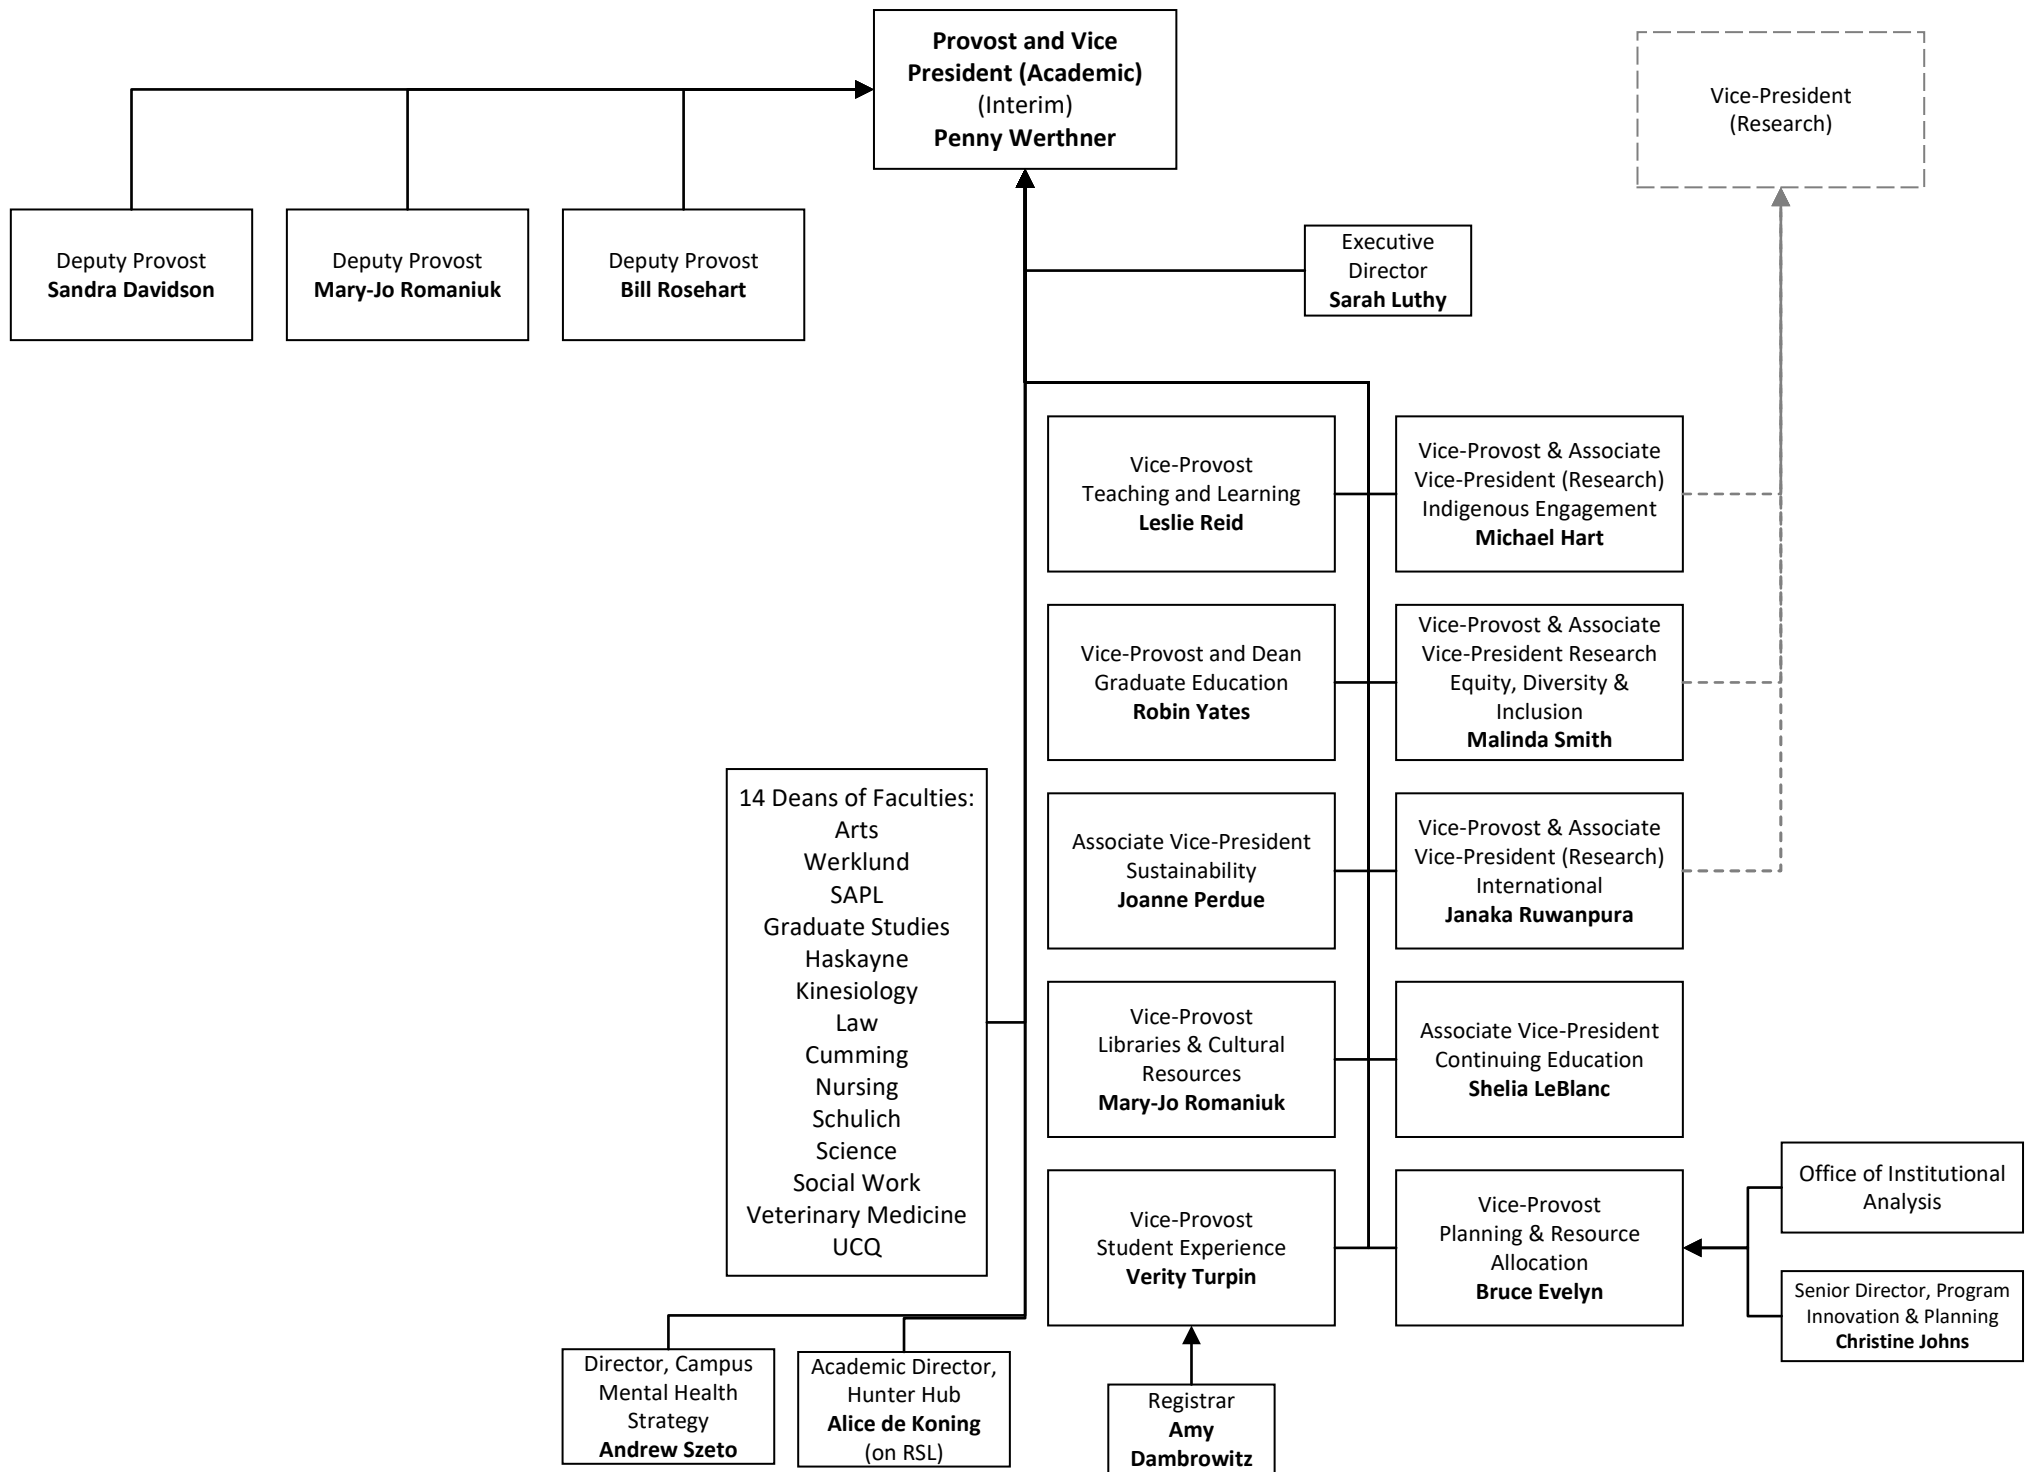 Provost and Vice
President (Academic)
(Interim)
Penny Werthner
Vice-President
(Research)
Deputy Provost
Sandra Davidson
Deputy Provost
Mary-Jo Romaniuk
Deputy Provost
Bill Rosehart
Executive
Director
Sarah Luthy
Vice-Provost
Teaching and Learning
Leslie Reid
Vice-Provost & Associate
Vice-President (Research)
Indigenous Engagement
Michael Hart
Vice-Provost and Dean
Graduate Education
Robin Yates
Vice-Provost & Associate
Vice-President Research
Equity, Diversity &
Inclusion
Malinda Smith
14 Deans of Faculties:
Arts
Werklund
SAPL
Graduate Studies
Haskayne
Kinesiology
Law
Cumming
Nursing
Schulich
Science
Social Work
Veterinary Medicine
UCQ
Associate Vice-President
Sustainability
Joanne Perdue
Vice-Provost & Associate
Vice-President (Research)
International
Janaka Ruwanpura
Vice-Provost
Libraries & Cultural
Resources
Mary-Jo Romaniuk
Associate Vice-President
Continuing Education
Shelia LeBlanc
Vice-Provost
Student Experience
Verity Turpin
Vice-Provost
Planning & Resource
Allocation
Bruce Evelyn
Office of Institutional
Analysis
Senior Director, Program
Innovation & Planning
Christine Johns
Director, Campus
Mental Health
Strategy
Andrew Szeto
Academic Director,
Hunter Hub
Alice de Koning
(on RSL)
Registrar
Amy
Dambrowitz